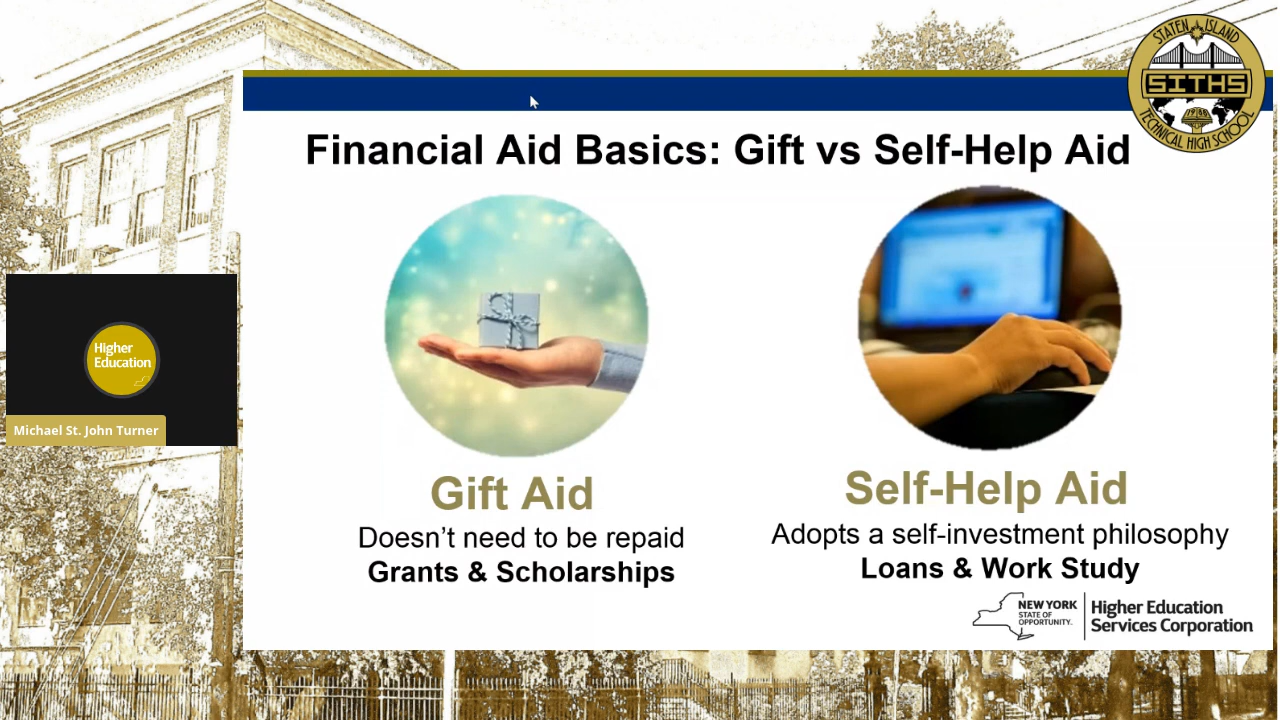 STATEN ISLAND
SITHS
TECHNICAL HIGH SCHOOL
Financial Aid Basics: Gift vs Self-Help Aid
Higher
Education
Michael St. John Turner
Gift Aid
Doesn’t need to be repaid
Grants & Scholarships
Self-Help Aid
Adopts a self-investment philosophy
Loans & Work Study
NEW YORK
STATE OF
OPPORTUNITY.
Higher Education
Services Corporation